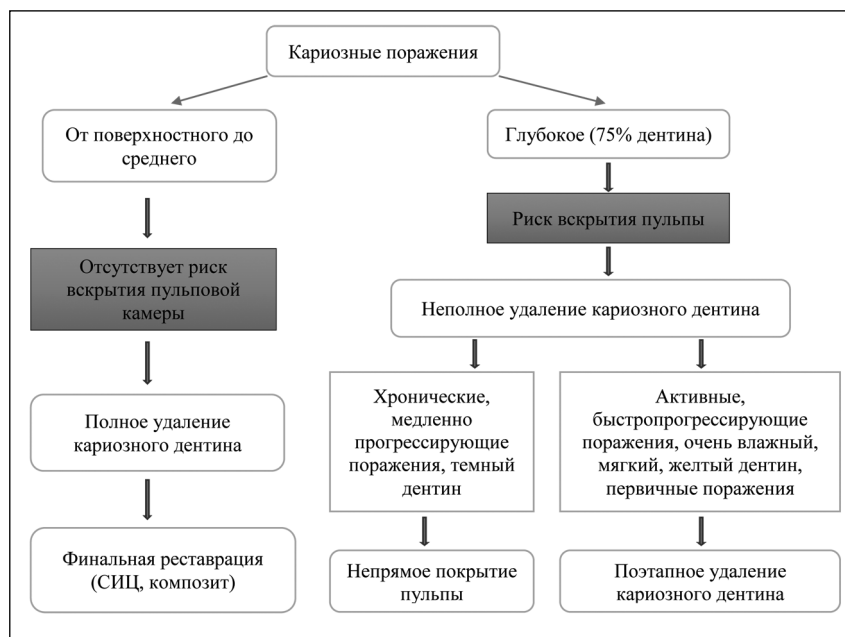 Кариозные поражения
От поверхностного до
среднего
Глубокое (75% дентина)
Отсутствует риск
вскрытия пульповой
камеры
Риск вскрытия пульпы
Неполное удаление кариозного дентина
Полное удаление
кариозного дентина
Хронические,
медленно
прогрессирующие
поражения, темный
дентин
Активные,
быстропрогрессирующие
поражения, очень влажный,
мягкий, желтый дентин,
первичные поражения
Финальная реставрация
(СИЦ, композит)
Непрямое покрытие
пульпы
Поэтапное удаление
кариозного дентина